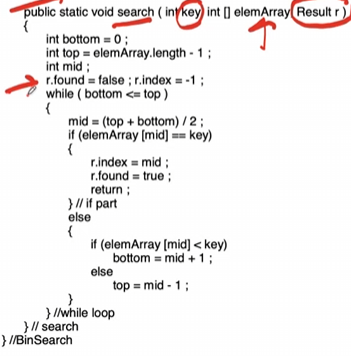 public static void search ( int key, int [] elemArray, Result r )
{
int bottom = 0 ;
int top = elemArray.length - 1 ;
int mid ;
r.found = false ; r.index = -1 ;
while ( bottom <= top )
{
mid = (top + bottom) / 2 ;
if (elemArray [mid] == key)
{
r.index = mid ;
r.found = true ;
return ;
} // if part
else
{
if (elemArray [mid] < key)
bottom = mid + 1 ;
else
top = mid - 1 ;
}
} //while loop
} // search
} //BinSearch